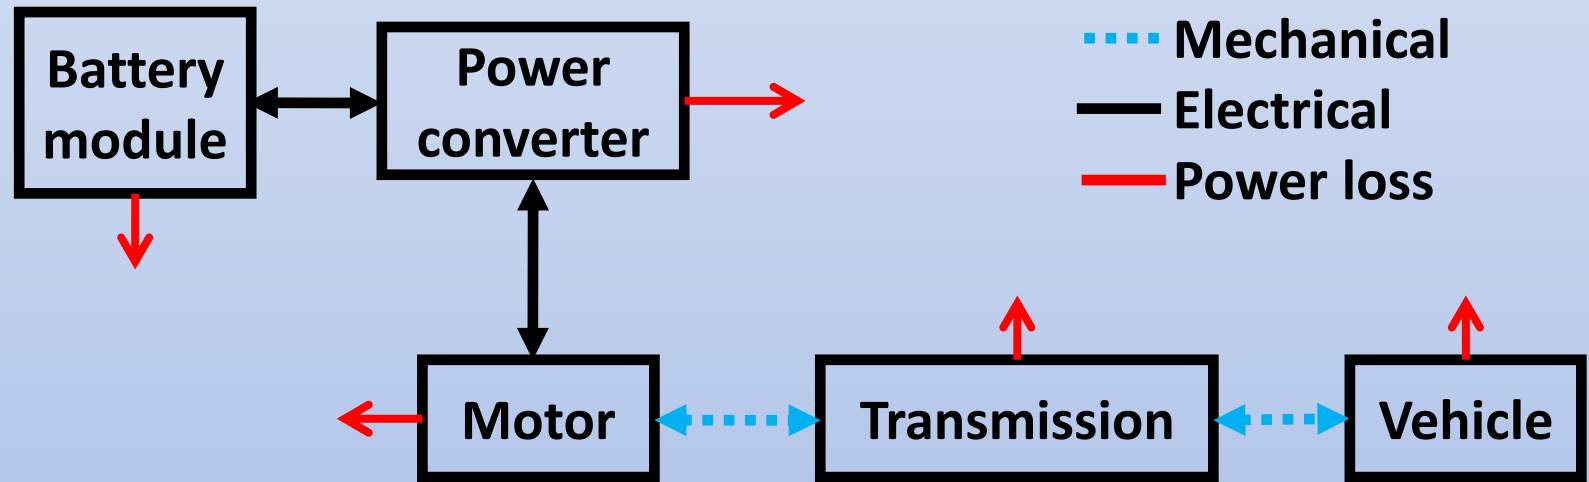 Battery
module
Power
converter
Mechanical
Electrical
Power loss
Motor
Transmission
Vehicle